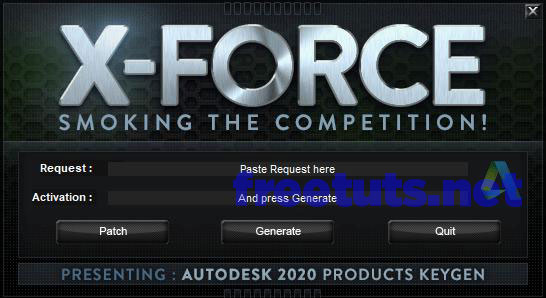 X-FORCE
SMOKING THE COMPETITION!
Request :
Paste Request here
Activation :
And press Generate
freetuts.net
Patch
Generate
Quit
PRESENTING : AUTODESK 2020 PRODUCTS KEYGEN